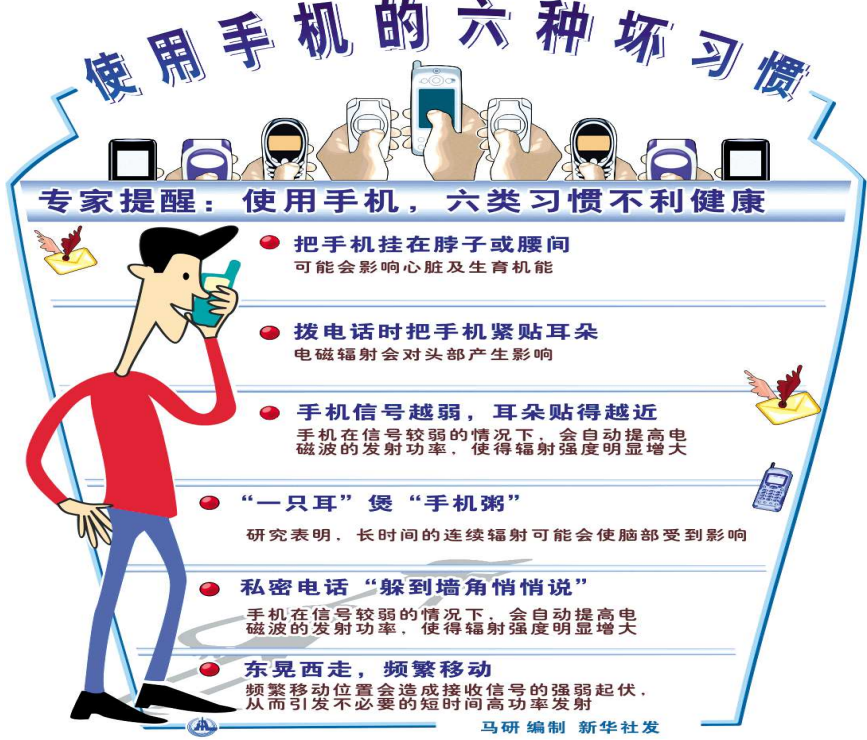 使用手机的六种坏习惯
专家提醒：使用手机，六类习惯不利健康
把手机挂在脖子或腰间
可能会影响心脏及生育机能
拨电话时把手机紧贴耳朵
电磁辐射会对头部产生影响
手机信号越弱，耳朵贴得越近
手机在信号较弱的情况下，会自动提高电
磁波的发射功率，使得辐射强度明显增大
“一只耳”煲“手机粥”
研究表明，长时间的连续辐射可能会使脑部受到影响
私密电话“躲到墙角悄悄说”
手机在信号较弱的情况下，会自动提高电
磁波的发射功率，使得辐射强度明显增大
东晃西走，频繁移动
频繁移动位置会造成接收信号的强弱起伏，
从而引发不必要的短时间高功率发射
马研 编制 新华社发